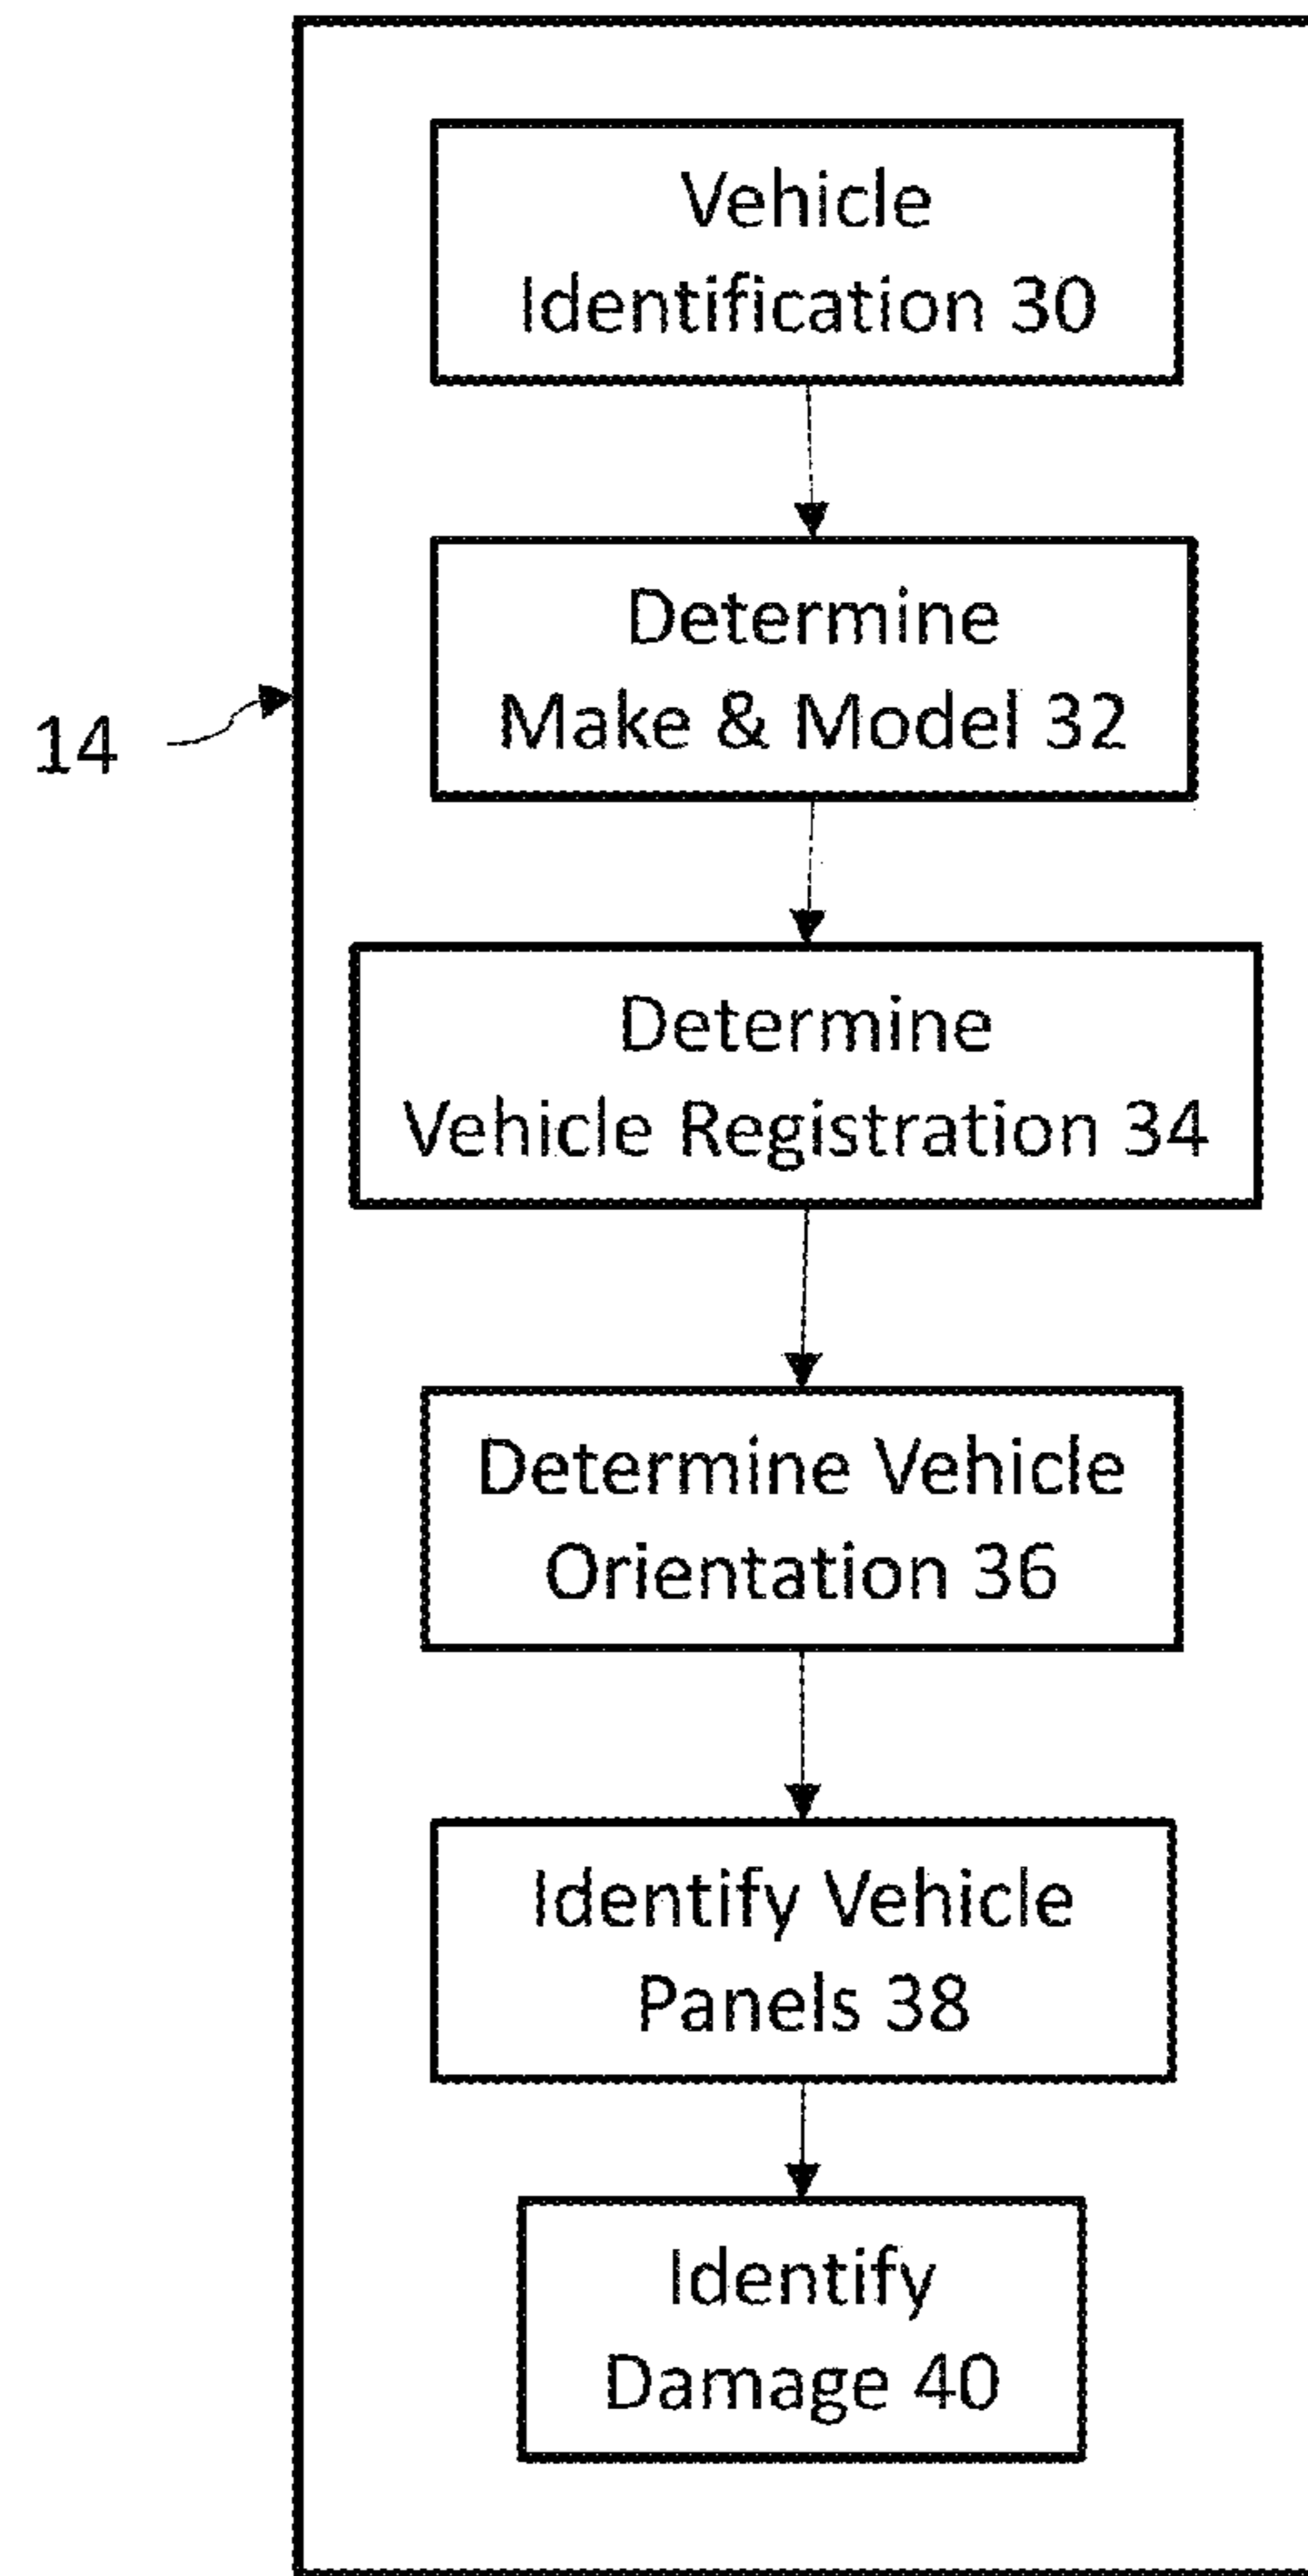 Vehicle
Identification 30
Determine
Make & Model 32
14
Determine
Vehicle Registration 34
Determine Vehicle
Orientation 36
Identify Vehicle
Panels 38
Identify
Damage 40